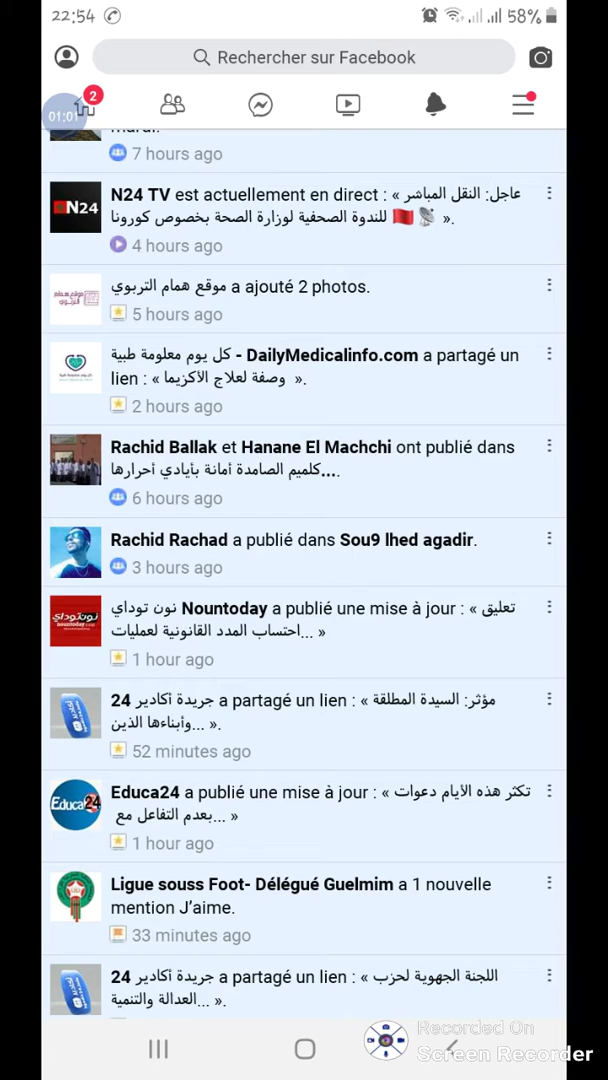 22:54
58%
Rechercher sur Facebook
2
01:01
mardi.
7 hours ago
N24 TV est actuellement en direct : « عاجل: النقل المباشر
للندوة الصحفية لوزارة الصحة بخصوص كورونا 🇲🇦 📡 ».
N24
4 hours ago
موقع همام التربوي a ajouté 2 photos.
5 hours ago
كل يوم معلومة طبية - DailyMedicalinfo.com a partagé un
lien : « وصفة لعلاج الأكزيما ».
2 hours ago
Rachid Ballak et Hanane El Machchi ont publié dans
كلميم الصامدة أمانة بأيادي أحرارها....
6 hours ago
Rachid Rachad a publié dans Sou9 lhed agadir.
3 hours ago
نون توداي Nountoday a publié une mise à jour : « تعليق
احتساب المدد القانونية لعمليات... »
نون توداي
1 hour ago
جريدة أكادير 24 a partagé un lien : « مؤثر: السيدة المطلقة
وأبناءها الذين... ».
52 minutes ago
Educa24 a publié une mise à jour : « تكثر هذه الأيام دعوات
بعدم التفاعل مع... »
Educa24
1 hour ago
Ligue souss Foot- Délégué Guelmim a 1 nouvelle
mention J’aime.
33 minutes ago
جريدة أكادير 24 a partagé un lien : « اللجنة الجهوية لحزب
العدالة والتنمية... ».
Recorded On
Screen Recorder